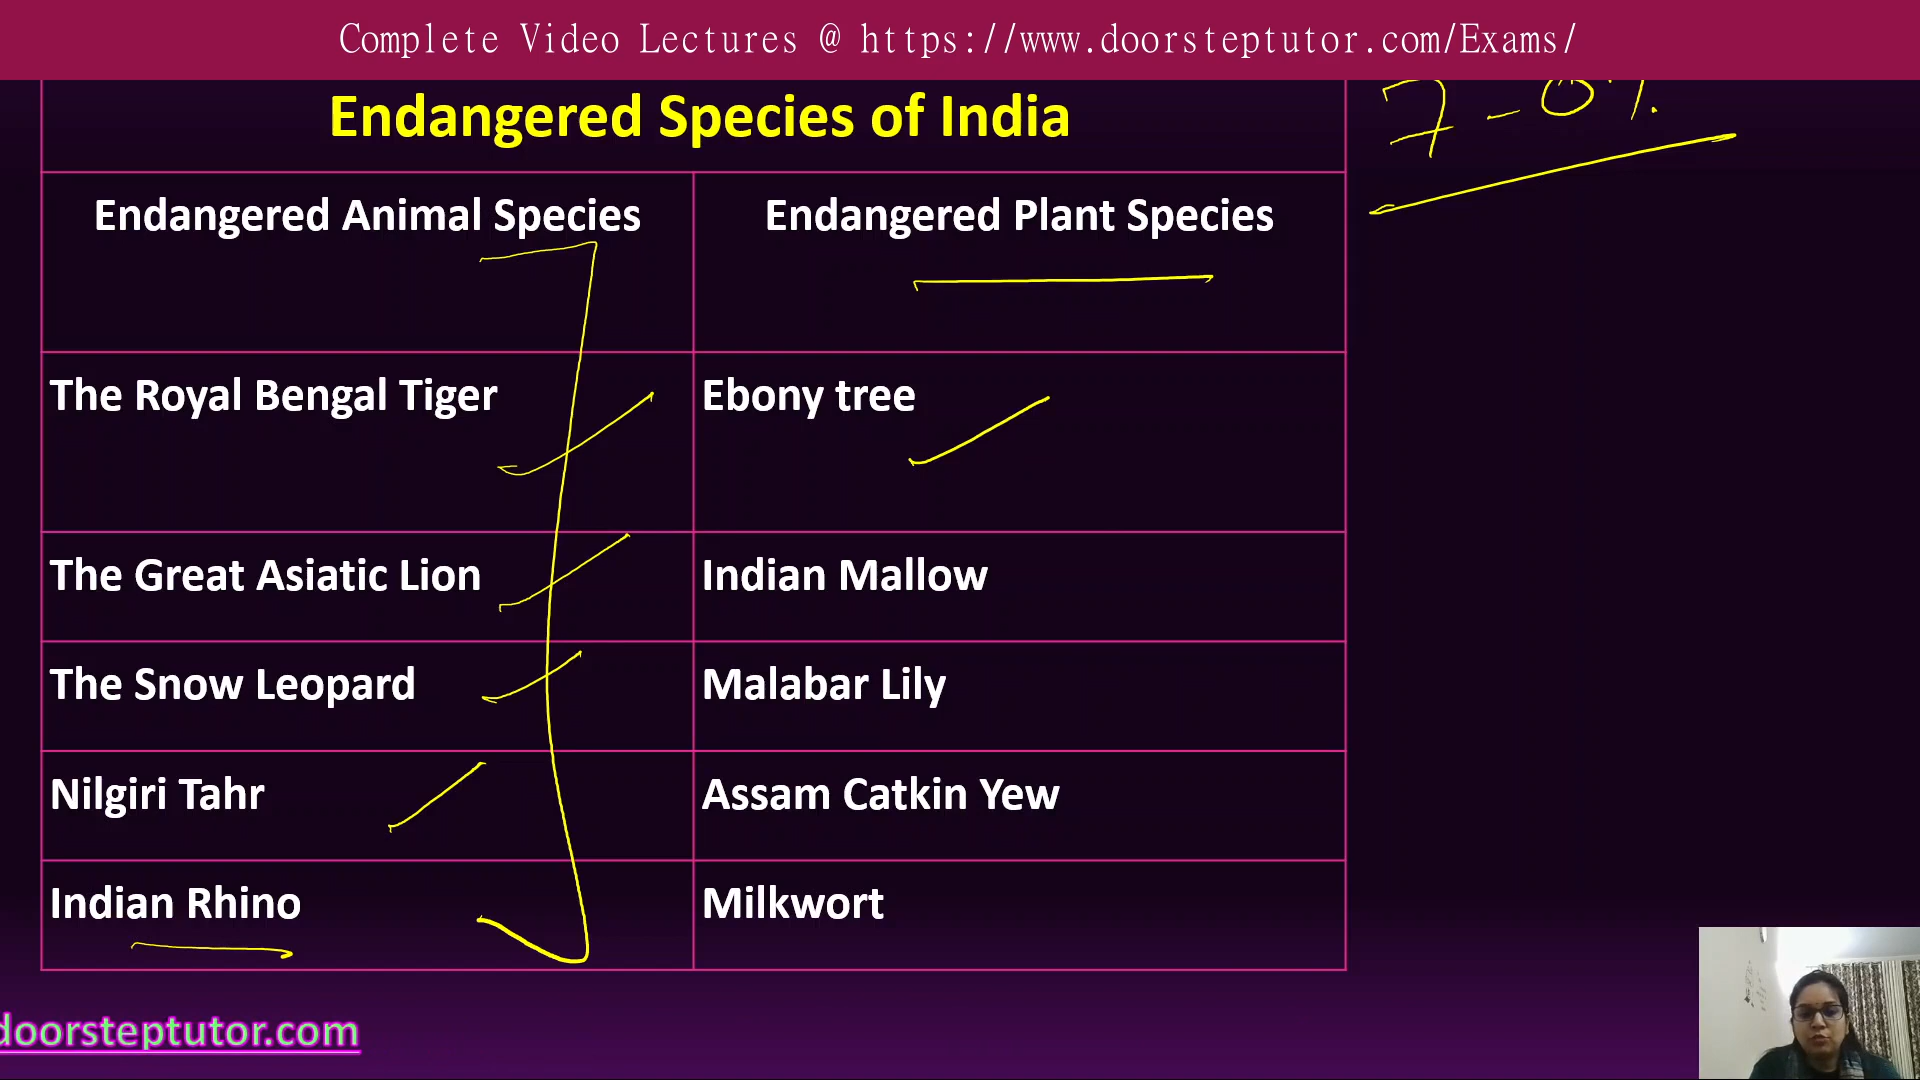 Complete Video Lectures @ https://www.doorsteptutor.com/Exams/
Endangered Species of India
Endangered Animal Species
Endangered Plant Species
The Royal Bengal Tiger
Ebony tree
The Great Asiatic Lion
Indian Mallow
The Snow Leopard
Malabar Lily
Nilgiri Tahr
Assam Catkin Yew
Indian Rhino
Milkwort
doorsteptutor.com